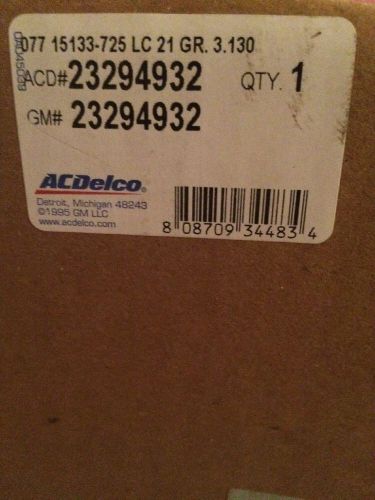 077 15133-725 LC 21 GR. 3.130
ACD# 23294932 QTY. 1
GM# 23294932
ACDelco®
Detroit, Michigan 48243
©1995 GM LLC
www.acdelco.com
8 08709 34483 4